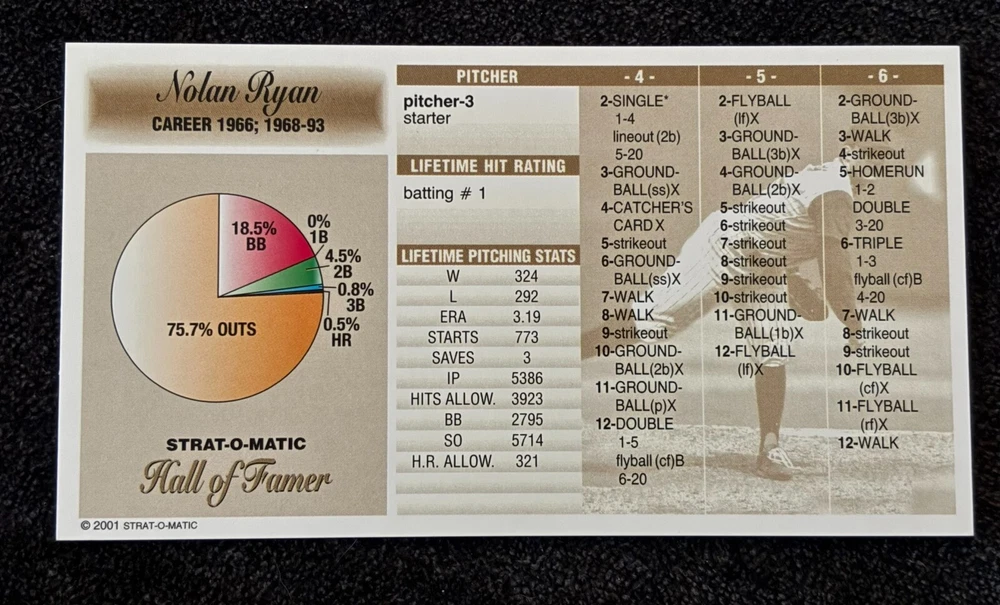 Nolan Ryan
CAREER 1966; 1968-93
18.5%
BB
0%
1B
4.5%
2B
0.8%
3B
0.5%
HR
75.7% OUTS
STRAT-O-MATIC
Hall of Famer
© 2001 STRAT-O-MATIC
PITCHER
pitcher-3
starter
LIFETIME HIT RATING
batting # 1
LIFETIME PITCHING STATS
W 324
L 292
ERA 3.19
STARTS 773
SAVES 3
IP 5386
HITS ALLOW. 3923
BB 2795
SO 5714
H.R. ALLOW. 321
- 4 -
2-SINGLE*
1-4
lineout (2b)
5-20
3-GROUND-
BALL(ss)X
4-CATCHER'S
CARD X
5-strikeout
6-GROUND-
BALL(ss)X
7-WALK
8-WALK
9-strikeout
10-GROUND-
BALL(2b)X
11-GROUND-
BALL(p)X
12-DOUBLE
1-5
flyball (cf)B
6-20
- 5 -
2-FLYBALL
(lf)X
3-GROUND-
BALL(3b)X
4-GROUND-
BALL(2b)X
5-strikeout
6-strikeout
7-strikeout
8-strikeout
9-strikeout
10-strikeout
11-GROUND-
BALL(1b)X
12-FLYBALL
(lf)X
- 6 -
2-GROUND-
BALL(3b)X
3-WALK
4-strikeout
5-HOMERUN
1-2
DOUBLE
3-20
6-TRIPLE
1-3
flyball (cf)B
4-20
7-WALK
8-strikeout
9-strikeout
10-FLYBALL
(cf)X
11-FLYBALL
(rf)X
12-WALK